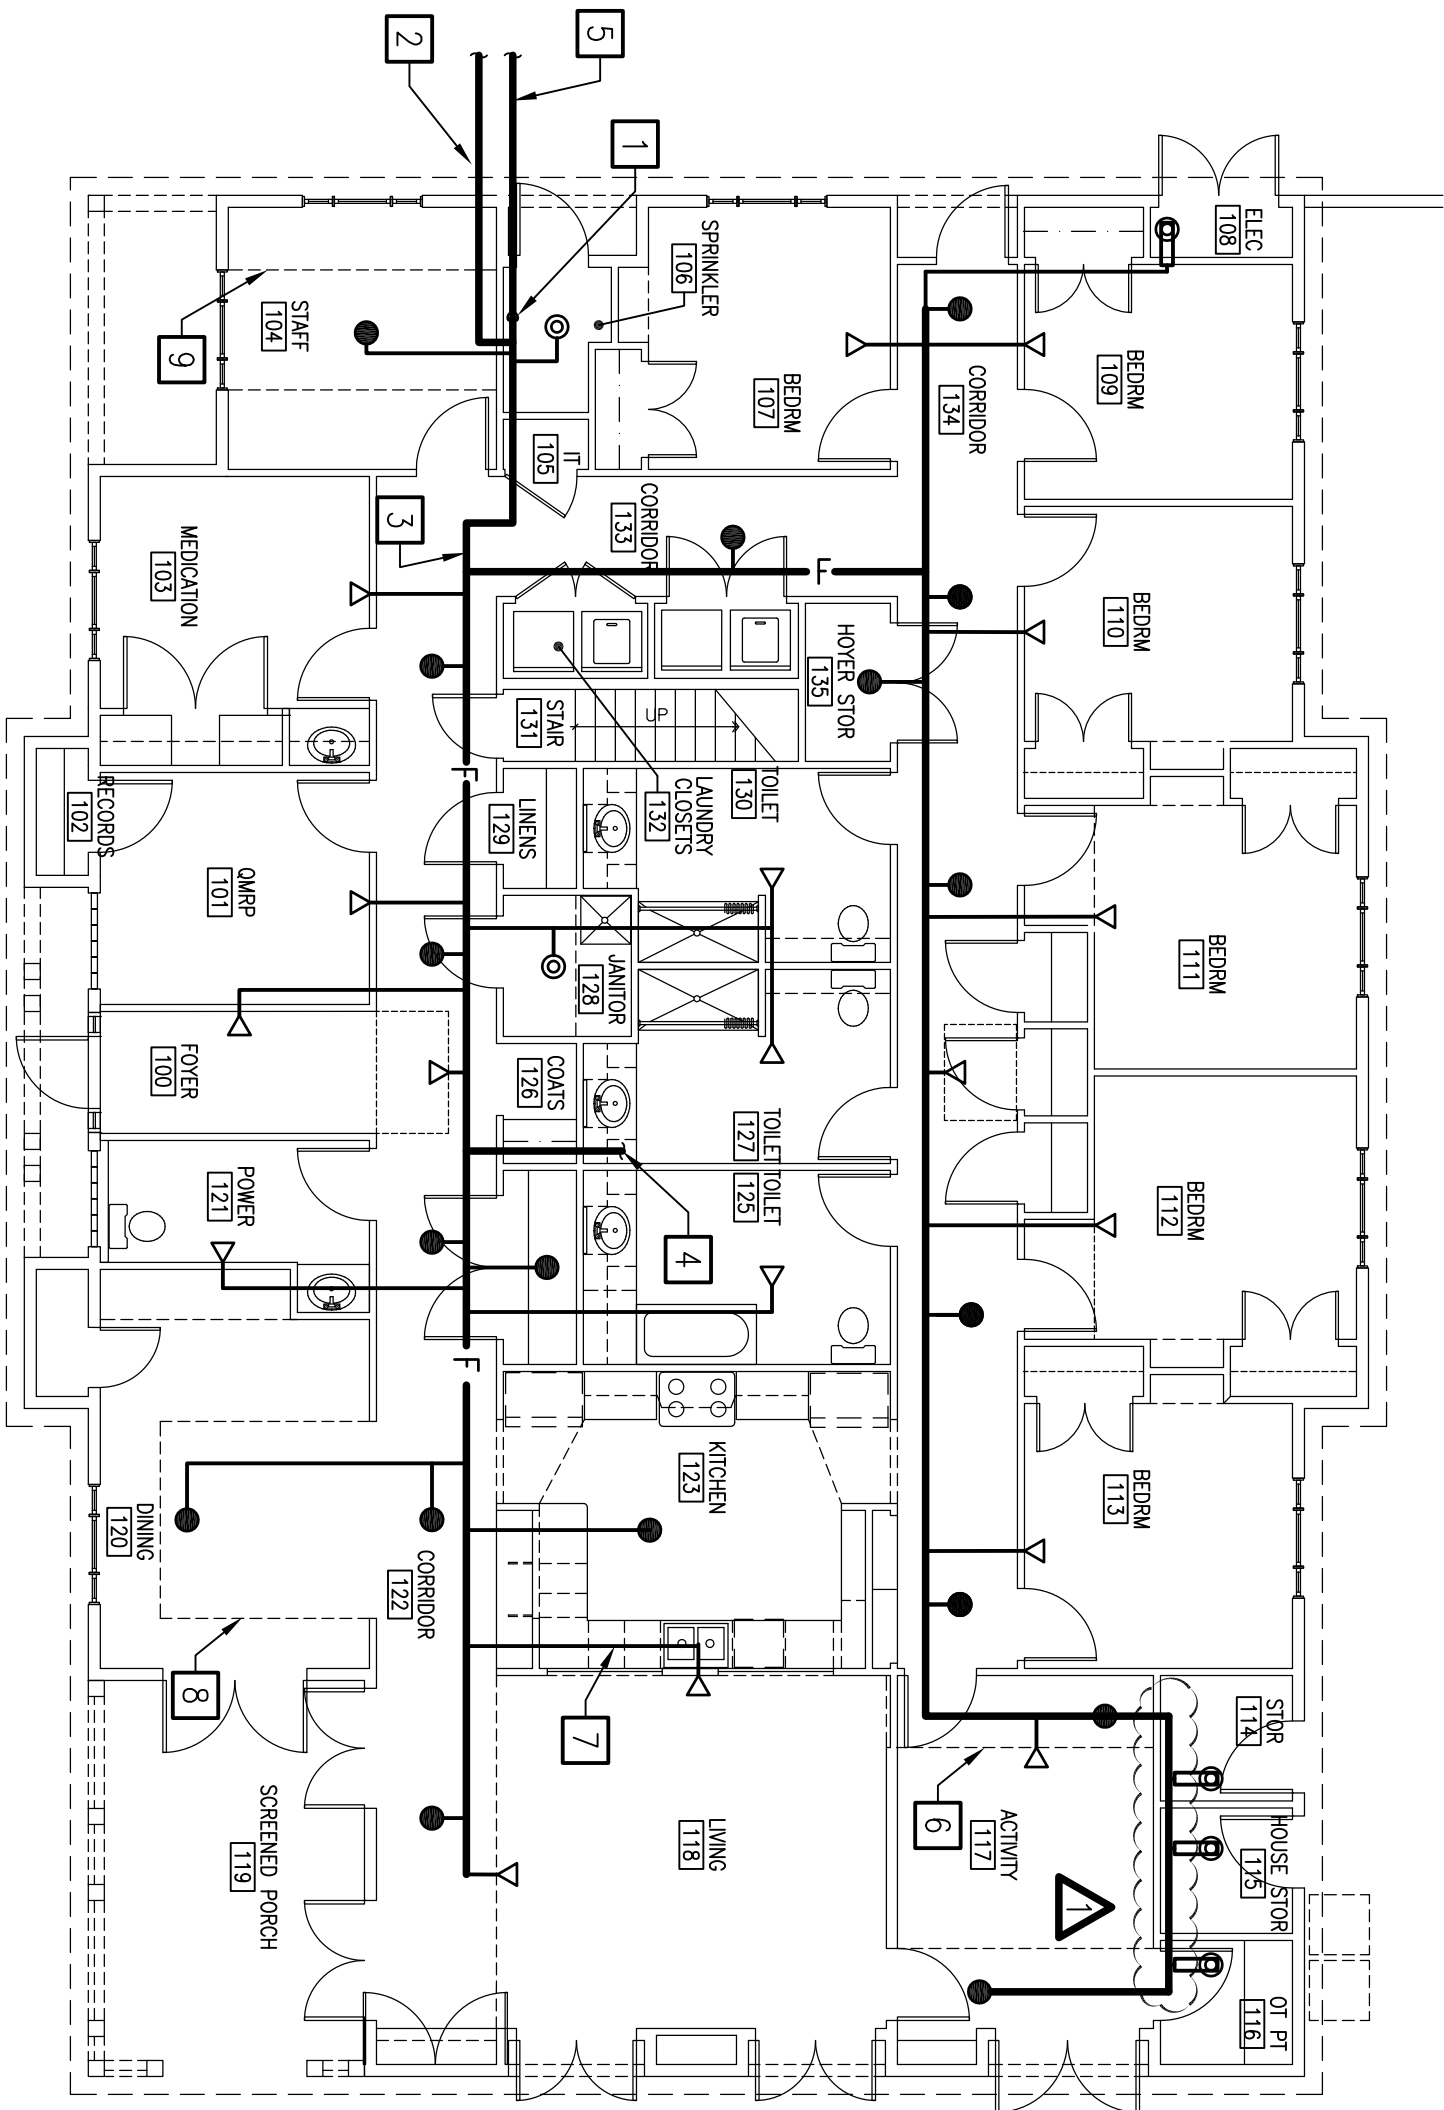 ELEC
108
STOR
114
HOUSE STOR
115
OT PT
116
BEDRM
109
BEDRM
110
BEDRM
111
BEDRM
112
BEDRM
113
1
CORRIDOR
134
ACTIVITY
117
6
HOYER STOR
135
F
BEDRM
107
TOILET
130
TOILET
127
TOILET
125
SPRINKLER
106
LAUNDRY
CLOSETS
132
4
KITCHEN
123
LIVING
118
UP
CORRIDOR
133
1
5
IT
105
STAIR
131
LINENS
129
JANITOR
128
COATS
126
7
F
F
2
3
CORRIDOR
122
STAFF
104
9
MEDICATION
103
QMRP
101
FOYER
100
POWER
121
8
SCREENED PORCH
119
RECORDS
102
DINING
120